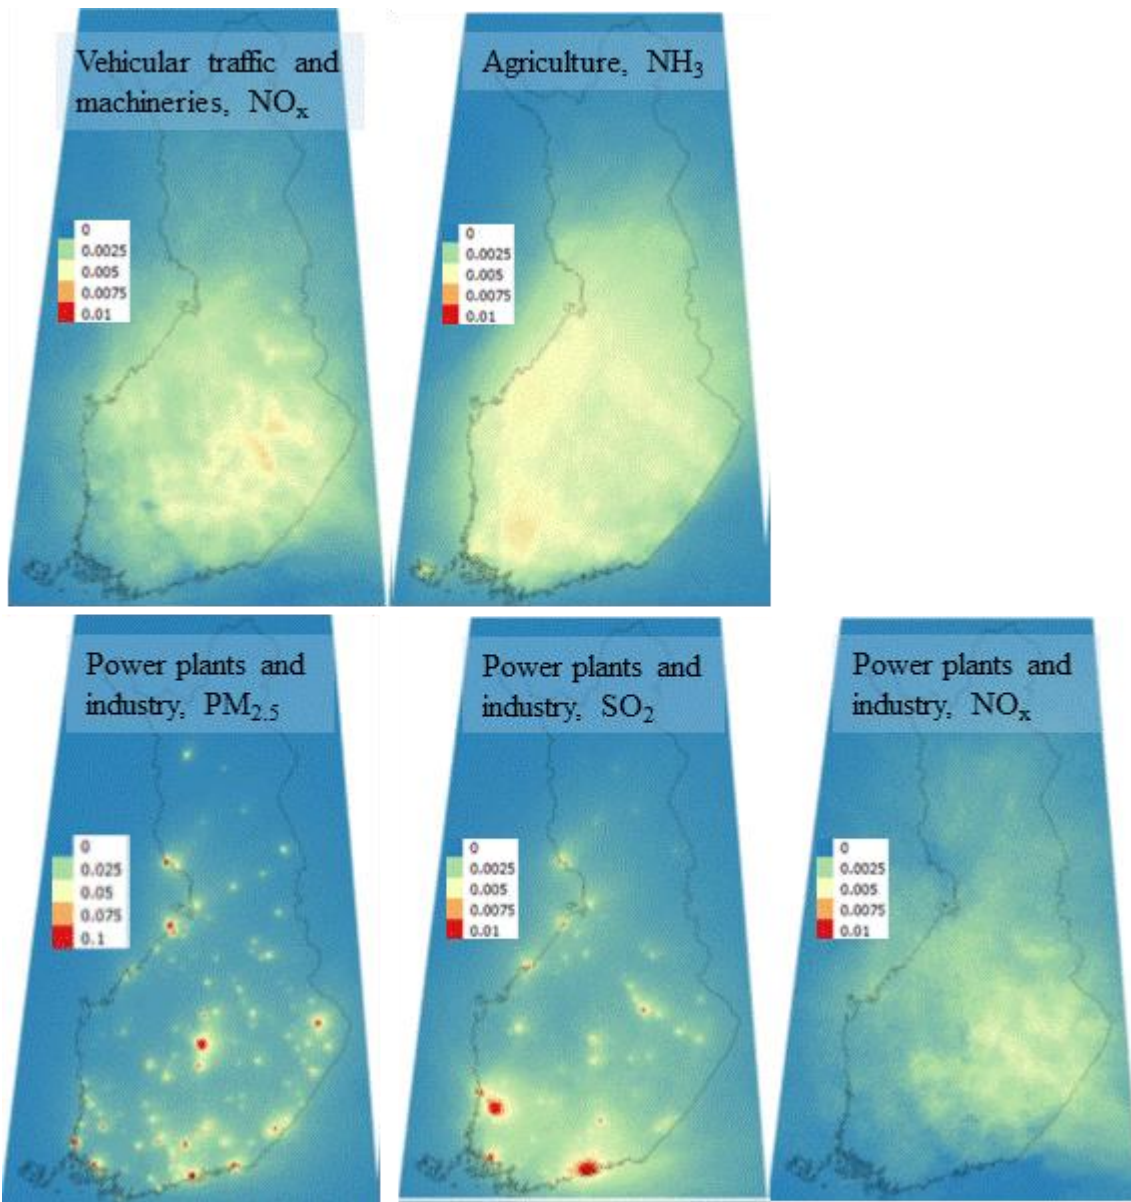 Vehicular traffic and
machineries, NOx
0
0.0025
0.005
0.0075
0.01
Agriculture, NH3
0
0.0025
0.005
0.0075
0.01
Power plants and
industry, PM2.5
0
0.025
0.05
0.075
0.1
Power plants and
industry, SO2
0
0.0025
0.005
0.0075
0.01
Power plants and
industry, NOx
0
0.0025
0.005
0.0075
0.01